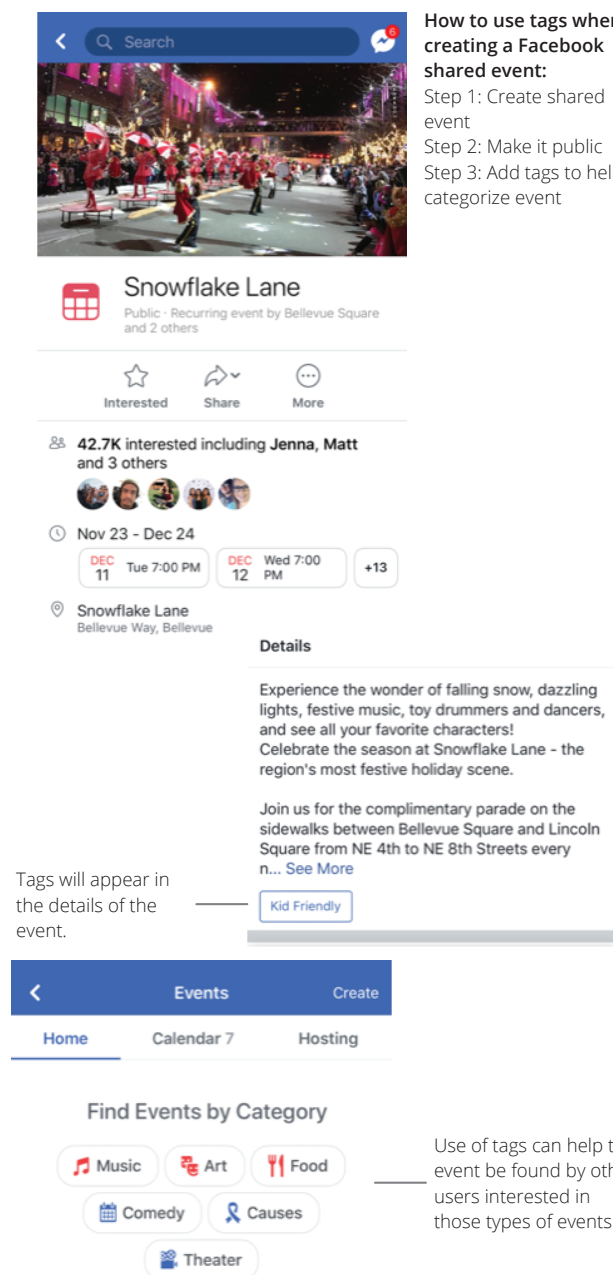 Search
6
How to use tags when
creating a Facebook
shared event:
Step 1: Create shared
event
Step 2: Make it public
Step 3: Add tags to hel
categorize event
Snowflake Lane
Public · Recurring event by Bellevue Square
and 2 others
Interested Share More
42.7K interested including Jenna, Matt
and 3 others
Nov 23 - Dec 24
DEC 11 Tue 7:00 PM DEC 12 Wed 7:00 PM +13
Snowflake Lane
Bellevue Way, Bellevue
Details
Experience the wonder of falling snow, dazzling
lights, festive music, toy drummers and dancers,
and see all your favorite characters!
Celebrate the season at Snowflake Lane - the
region's most festive holiday scene.
Join us for the complimentary parade on the
sidewalks between Bellevue Square and Lincoln
Square from NE 4th to NE 8th Streets every
n... See More
Kid Friendly
Tags will appear in
the details of the
event.
Events Create
Home Calendar 7 Hosting
Find Events by Category
Music Art Food
Comedy Causes
Theater
Use of tags can help t
event be found by oth
users interested in
those types of events